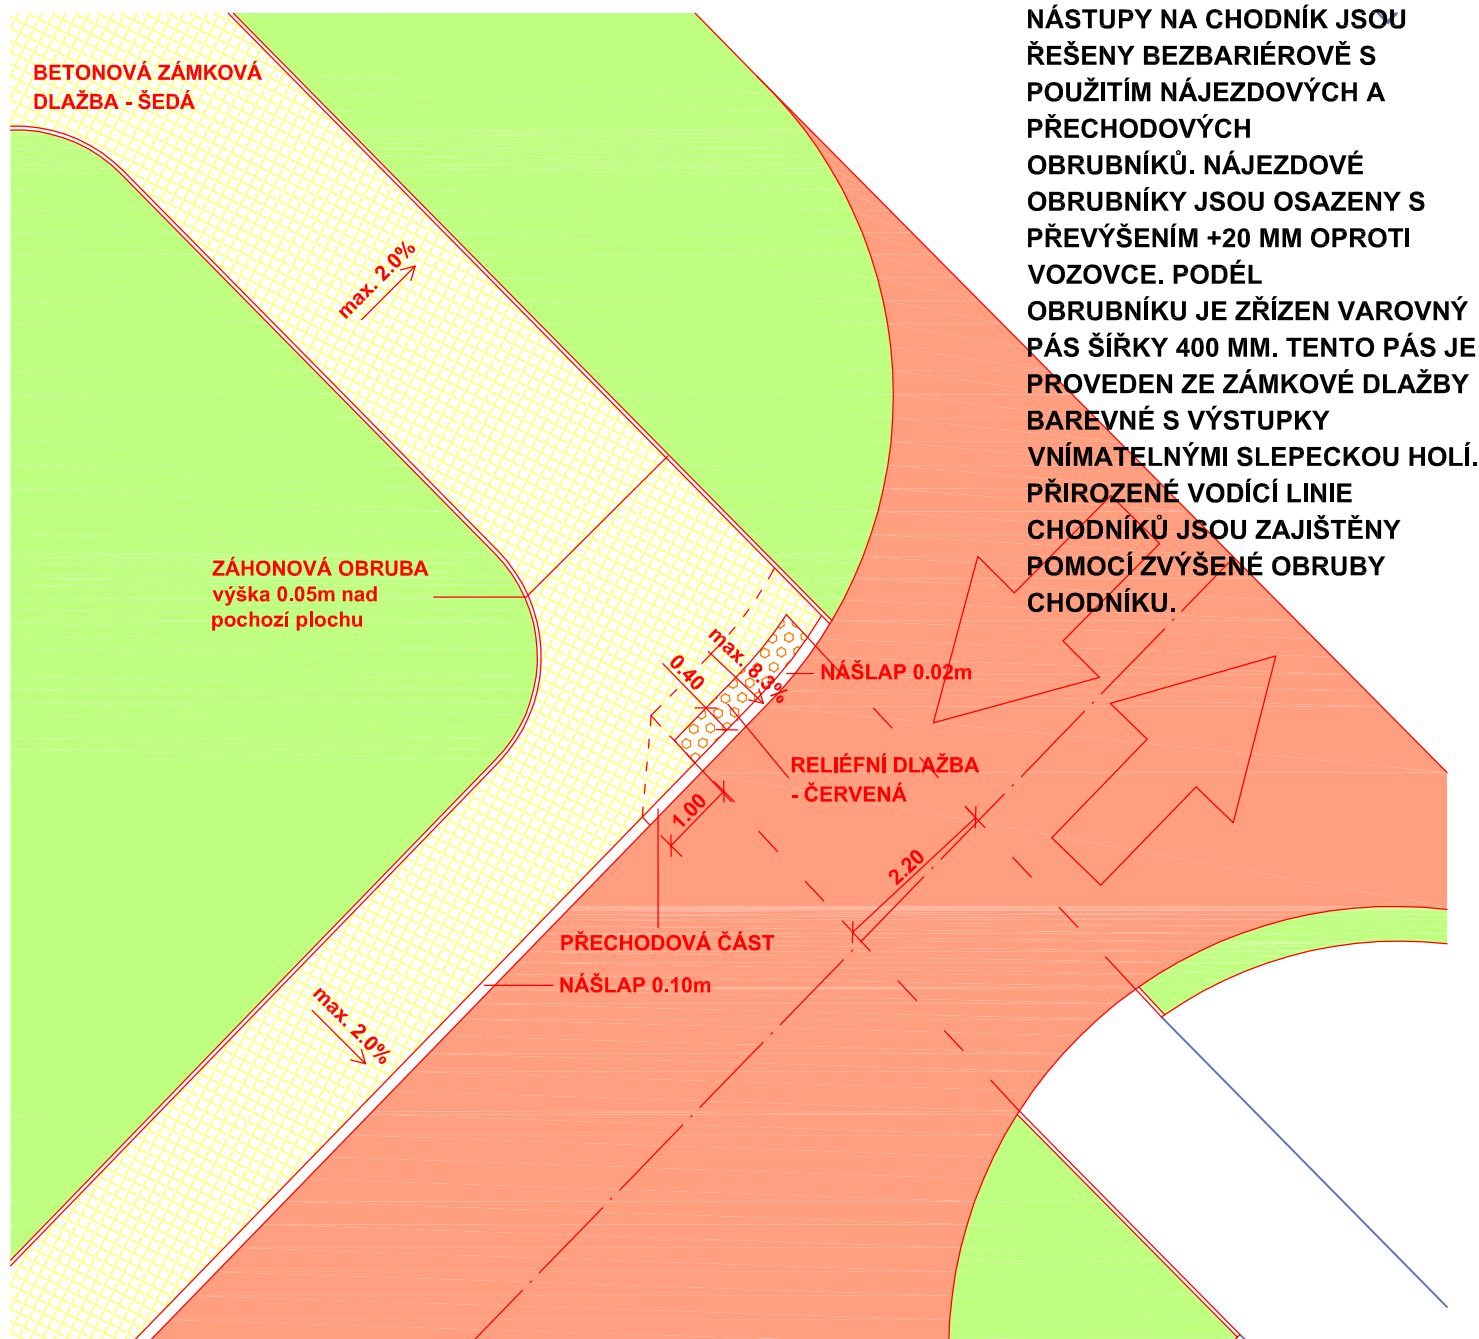 NÁSTUPY NA CHODNÍK JSOU
ŘEŠENY BEZBARIÉROVĚ S
POUŽITÍM NÁJEZDOVÝCH A
PŘECHODOVÝCH
OBRUBNÍKŮ. NÁJEZDOVÉ
OBRUBNÍKY JSOU OSAZENY S
PŘEVÝŠENÍM +20 MM OPROTI
VOZOVCE. PODÉL
OBRUBNÍKU JE ZŘÍZEN VAROVNÝ
PÁS ŠÍŘKY 400 MM. TENTO PÁS JE
PROVEDEN ZE ZÁMKOVÉ DLAŽBY
BAREVNÉ S VÝSTUPKY
VNÍMATELNÝMI SLEPECKOU HOLÍ.
PŘIROZENÉ VODÍCÍ LINIE
CHODNÍKŮ JSOU ZAJIŠTĚNY
POMOCÍ ZVÝŠENÉ OBRUBY
CHODNÍKU.
BETONOVÁ ZÁMKOVÁ
DLAŽBA - ŠEDÁ
max. 2.0%
ZÁHONOVÁ OBRUBA
výška 0.05m nad
pochozí plochu
max. 8.3%
0.40
NÁŠLAP 0.02m
RELIÉFNÍ DLAŽBA
- ČERVENÁ
1.00
2.20
PŘECHODOVÁ ČÁST
NÁŠLAP 0.10m
max. 2.0%